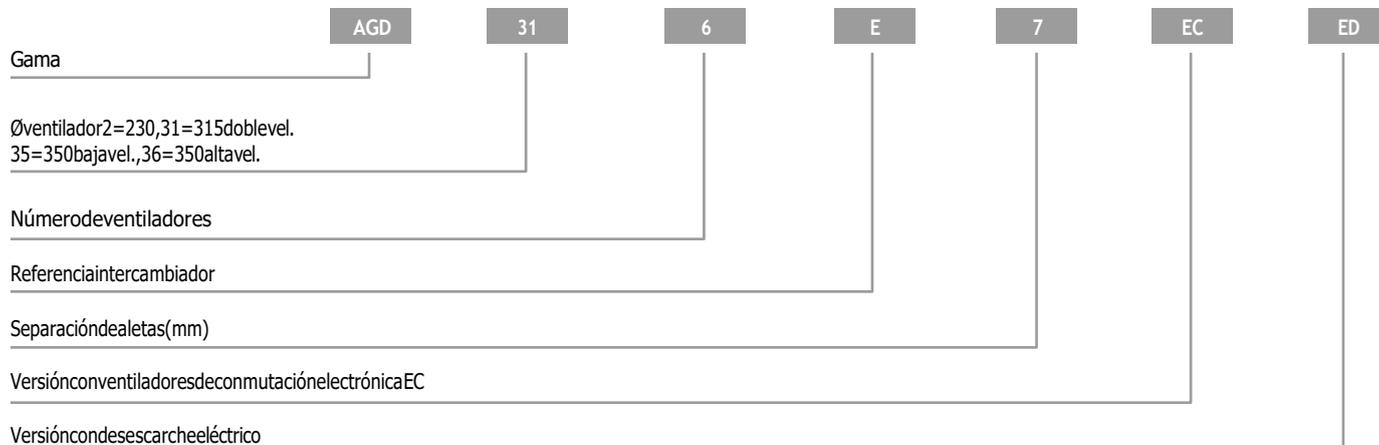 AGD 31 6 E 7 EC ED
Gama
Øventilador2=230,31=315doblevel.
35=350bajavel.,36=350altavel.
Númerodeventiladores
Referenciaintercambiador
Separacióndealetas(mm)
VersiónconventiladoresdeconmutaciónelectrónicaEC
Versióncondesescarcheeléctrico